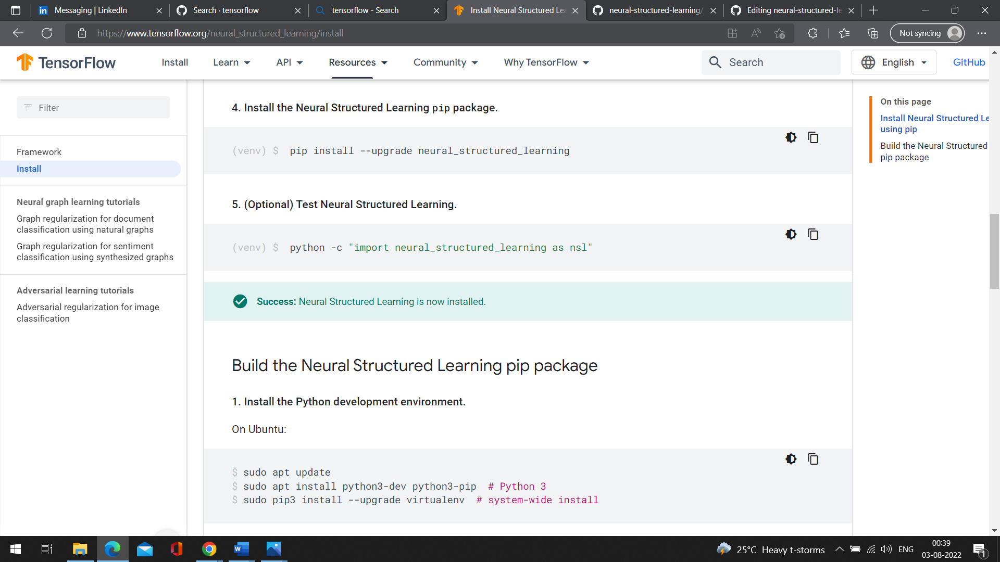 Messaging | LinkedIn
Search · tensorflow
tensorflow - Search
Install Neural Structured Le
neural-structured-learning/
Editing neural-structured-le
https://www.tensorflow.org/neural_structured_learning/install
Not syncing
TensorFlow
Install
Learn
API
Resources
Community
Why TensorFlow
Search
English
GitHub
Filter
Framework
Install
Neural graph learning tutorials
Graph regularization for document
classification using natural graphs
Graph regularization for sentiment
classification using synthesized graphs
Adversarial learning tutorials
Adversarial regularization for image
classification
4. Install the Neural Structured Learning pip package.
(venv) $ pip install --upgrade neural_structured_learning
5. (Optional) Test Neural Structured Learning.
(venv) $ python -c "import neural_structured_learning as nsl"
Success: Neural Structured Learning is now installed.
Build the Neural Structured Learning pip package
1. Install the Python development environment.
On Ubuntu:
$ sudo apt update
$ sudo apt install python3-dev python3-pip # Python 3
$ sudo pip3 install --upgrade virtualenv # system-wide install
On this page
Install Neural Structured Le
using pip
Build the Neural Structured
pip package
25°C Heavy t-storms
ENG
00:39
03-08-2022
1